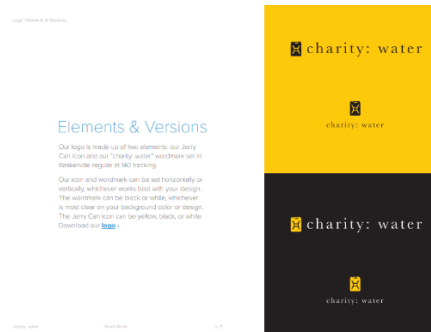 Logo | Elements & Versions
Elements & Versions
Our logo is made up of two elements: our Jerry
Can icon and our "charity: water" wordmark set in
Baskerville regular at 140 tracking.
Our icon and wordmark can be set horizontally or
vertically, whichever works best with your design.
The wordmark can be black or white, whichever
is most clear on your background color or design.
The Jerry Can icon can be yellow, black, or white.
Download our logo ›
charity: water
charity: water
charity: water
charity: water
charity: water
Brand Book